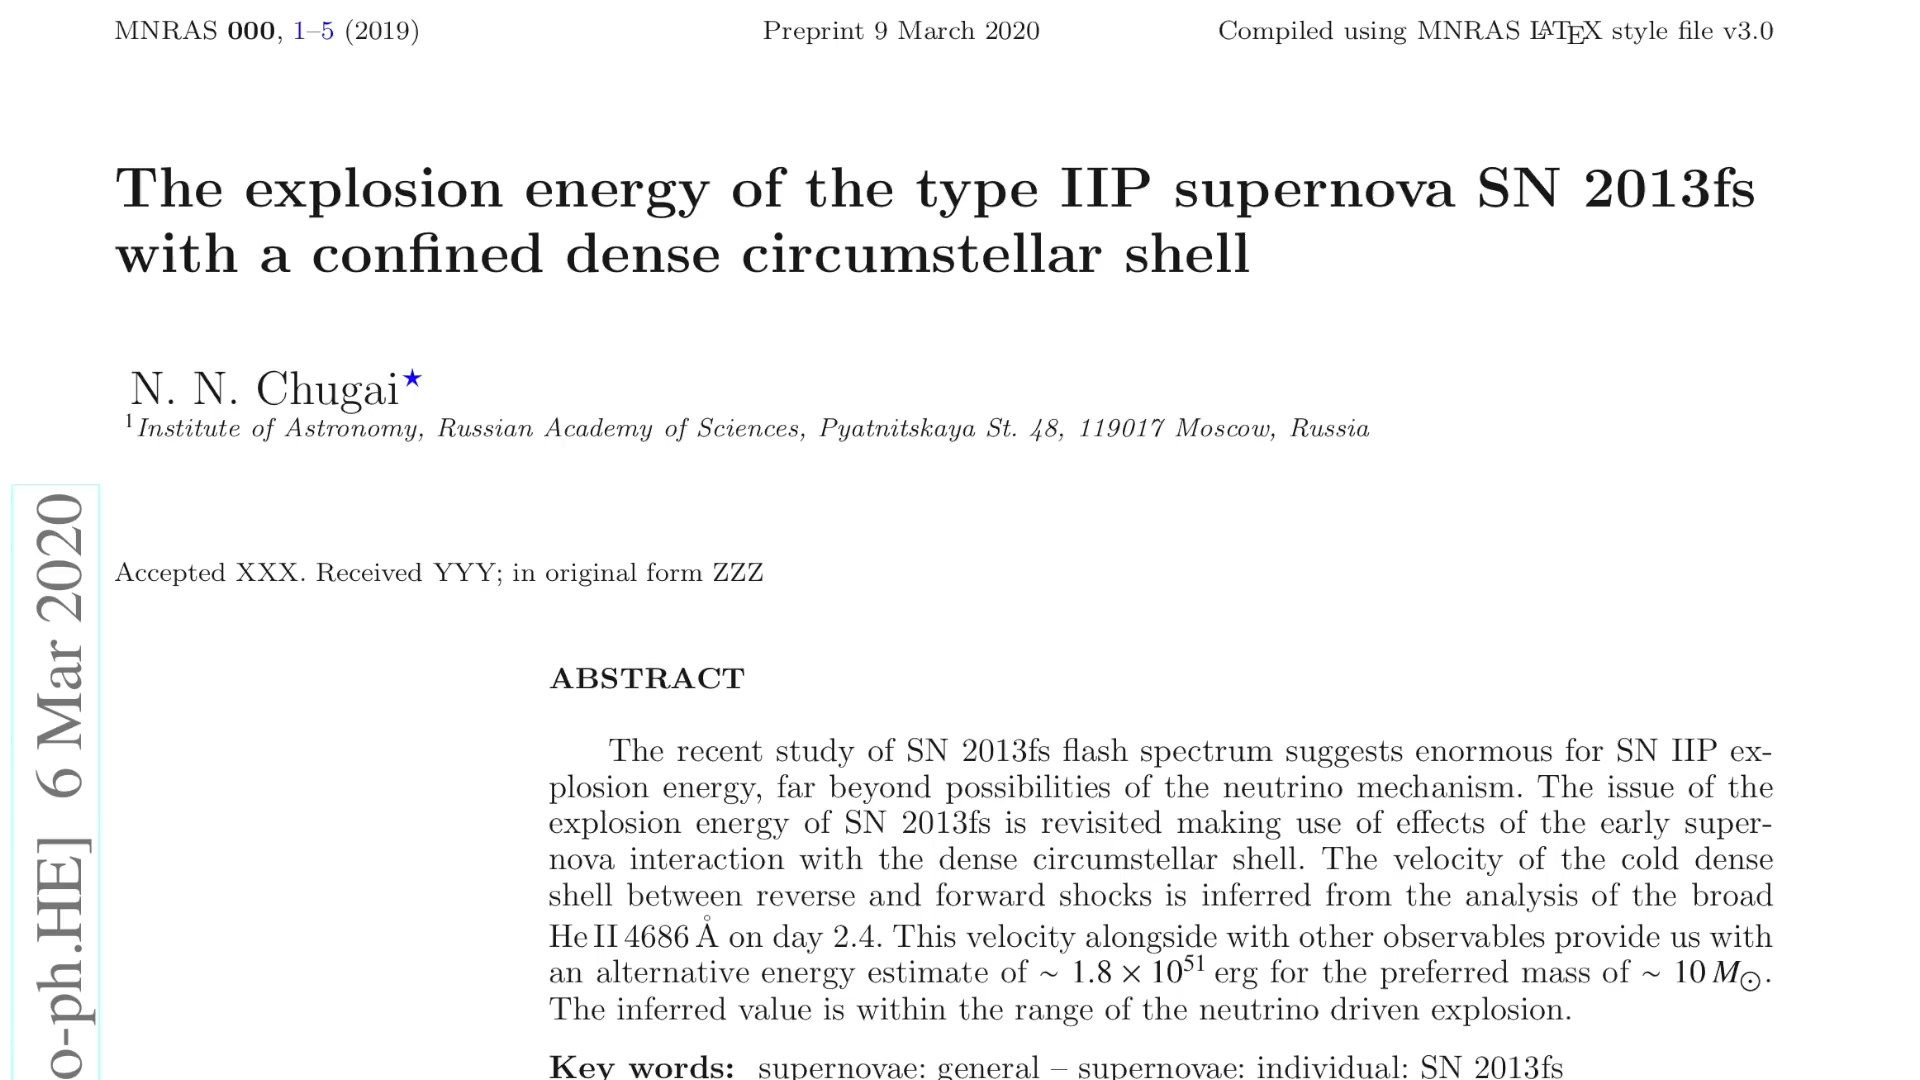 MNRAS 000, 1–5 (2019) Preprint 9 March 2020 Compiled using MNRAS LATEX style file v3.0
The explosion energy of the type IIP supernova SN 2013fs
with a confined dense circumstellar shell
N. N. Chugai★
1Institute of Astronomy, Russian Academy of Sciences, Pyatnitskaya St. 48, 119017 Moscow, Russia
Accepted XXX. Received YYY; in original form ZZZ
ABSTRACT
The recent study of SN 2013fs flash spectrum suggests enormous for SN IIP ex-
plosion energy, far beyond possibilities of the neutrino mechanism. The issue of the
explosion energy of SN 2013fs is revisited making use of effects of the early super-
nova interaction with the dense circumstellar shell. The velocity of the cold dense
shell between reverse and forward shocks is inferred from the analysis of the broad
He II 4686 Å on day 2.4. This velocity alongside with other observables provide us with
an alternative energy estimate of ∼ 1.8 × 10^51 erg for the preferred mass of ∼ 10 M⊙.
The inferred value is within the range of the neutrino driven explosion.
Key words: supernovae: general – supernovae: individual: SN 2013fs
o-ph.HE] 6 Mar 2020